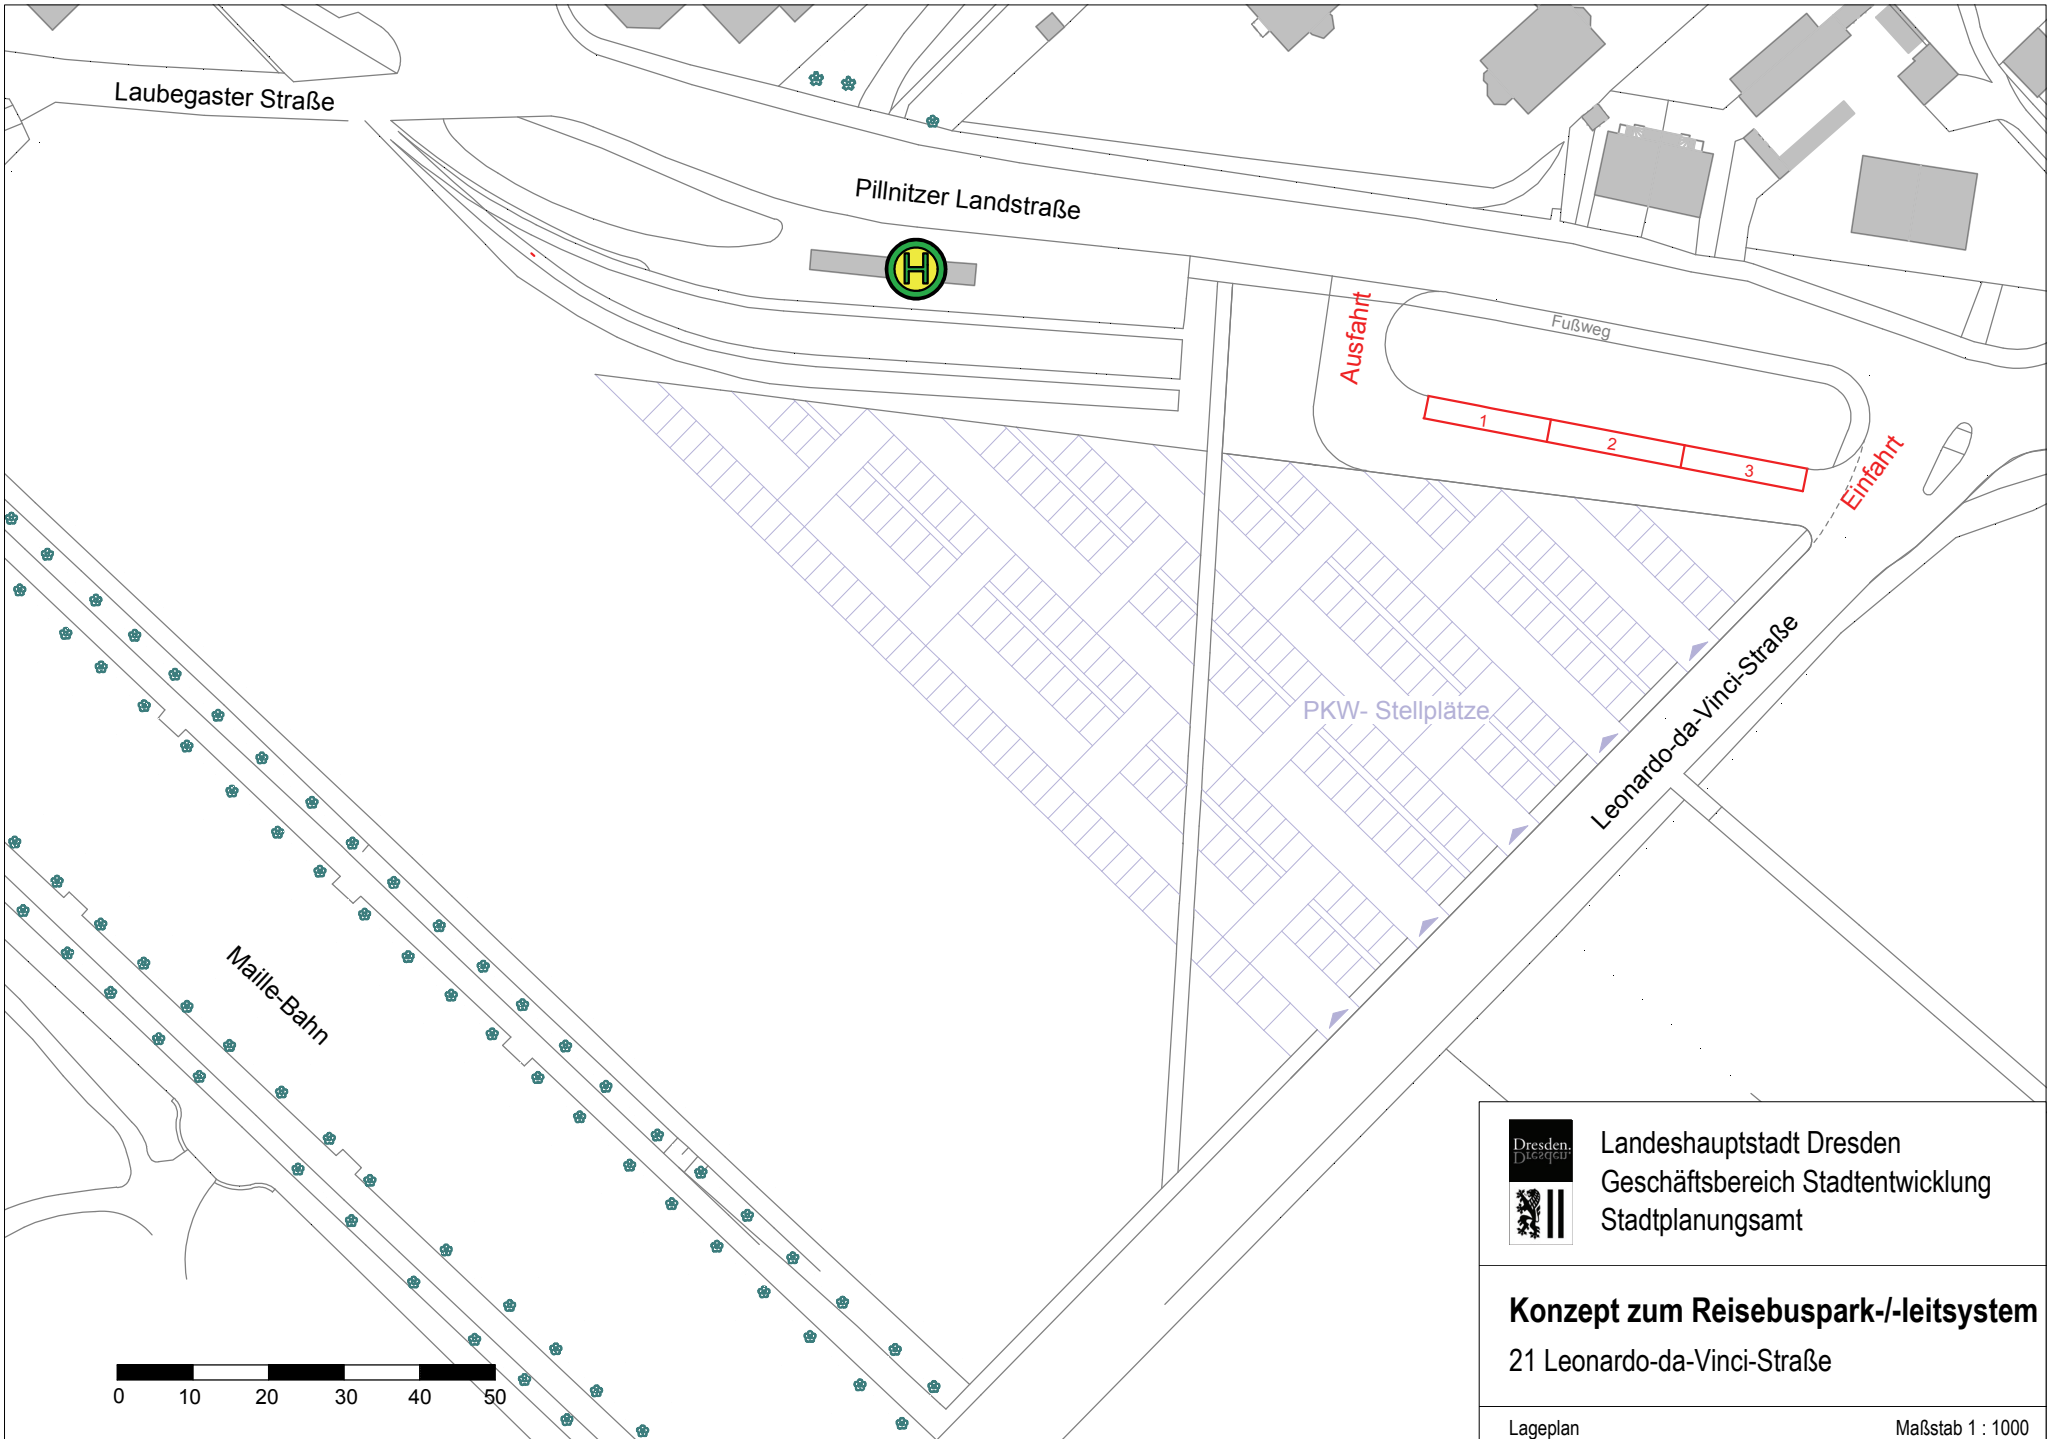 Laubegaster Straße
Pillnitzer Landstraße
H
Ausfahrt
Fußweg
1
2
3
Einfahrt
PKW- Stellplätze
Leonardo-da-Vinci-Straße
Maille-Bahn
0 10 20 30 40 50
Dresden.
Dresden.
Landeshauptstadt Dresden
Geschäftsbereich Stadtentwicklung
Stadtplanungsamt
Konzept zum Reisebuspark-/-leitsystem
21 Leonardo-da-Vinci-Straße
Lageplan Maßstab 1 : 1000